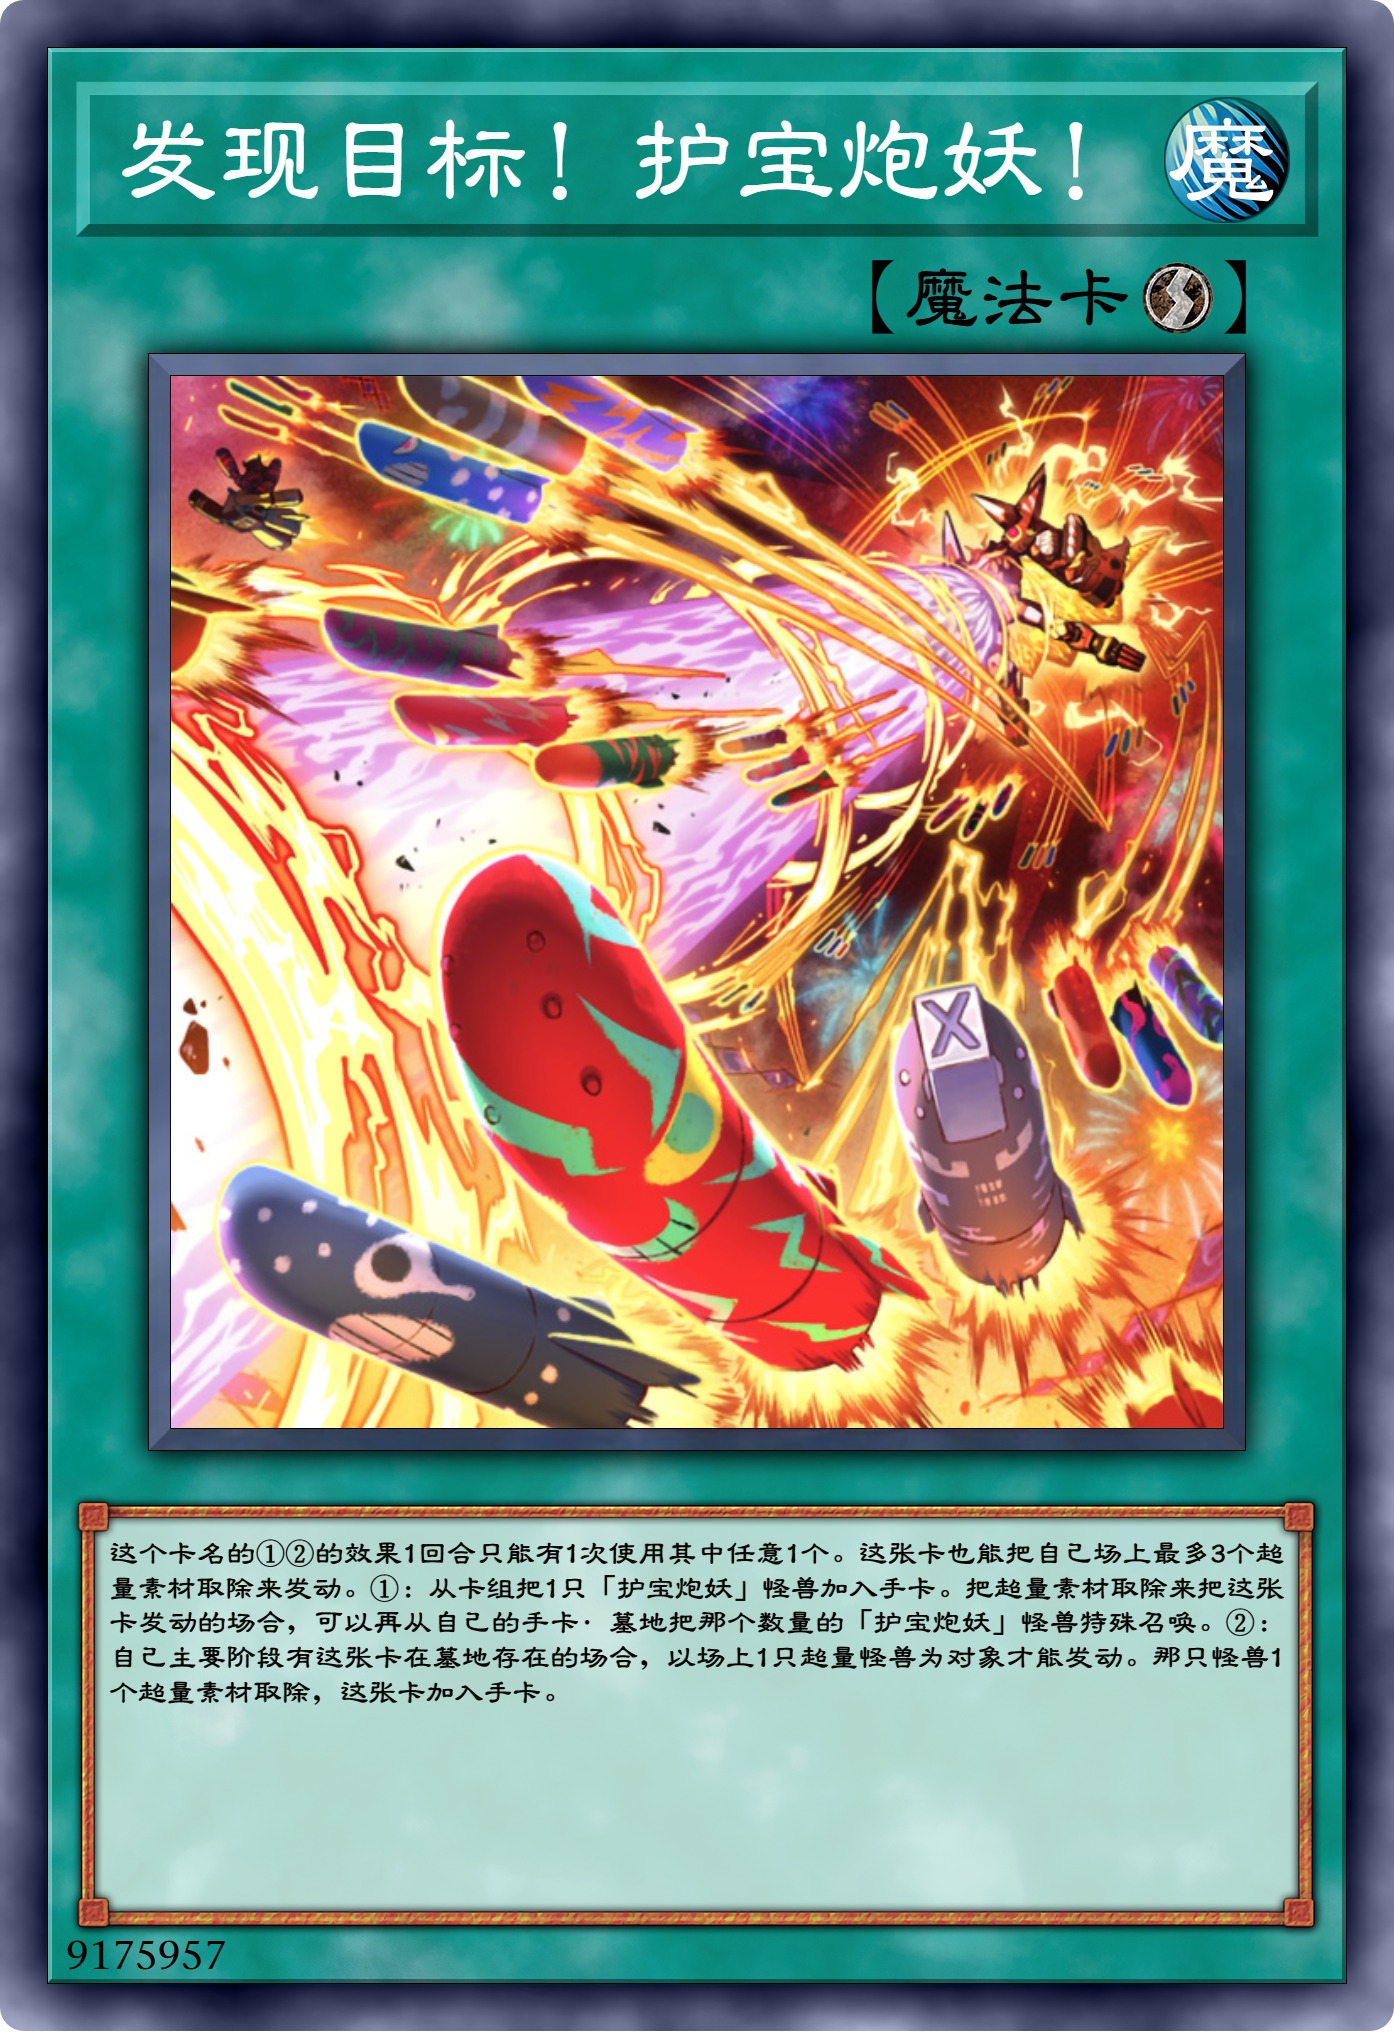 发现目标！护宝炮妖！
魔
【魔法卡】
X
这个卡名的①②的效果1回合只能有1次使用其中任意1个。这张卡也能把自己场上最多3个超
量素材取除来发动。①：从卡组把1只「护宝炮妖」怪兽加入手卡。把超量素材取除来把这张
卡发动的场合，可以再从自己的手卡·墓地把那个数量的「护宝炮妖」怪兽特殊召唤。②：
自己主要阶段有这张卡在墓地存在的场合，以场上1只超量怪兽为对象才能发动。那只怪兽1
个超量素材取除，这张卡加入手卡。
9175957